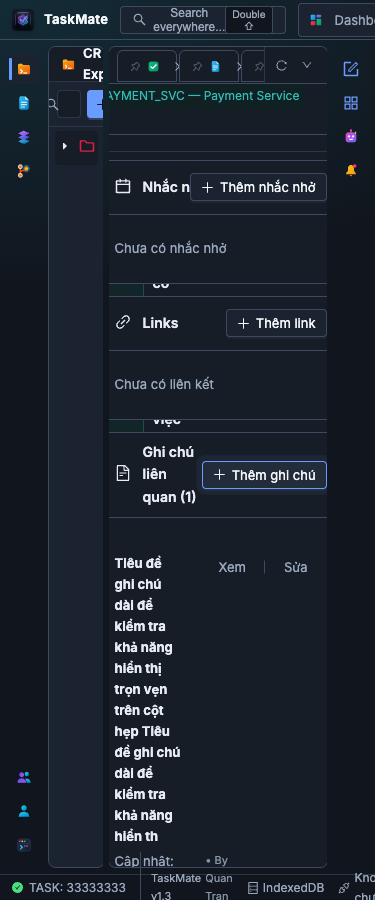 TaskMate
Search
everywhere...
Double
⇧
Dashbo
CR
Exp
AYMENT_SVC — Payment Service
Nhắc n
+ Thêm nhắc nhở
Chưa có nhắc nhở
Links
+ Thêm link
Chưa có liên kết
việc
Ghi chú
liên
quan (1)
+ Thêm ghi chú
Tiêu đề
ghi chú
dài để
kiểm tra
khả năng
hiển thị
trọn vẹn
trên cột
hẹp Tiêu
đề ghi chú
dài để
kiểm tra
khả năng
hiển th
Xem
Sửa
Cập nhật:
• By
TASK: 33333333
TaskMate
v1.3
Quan
Tran
IndexedDB
Kho
chư